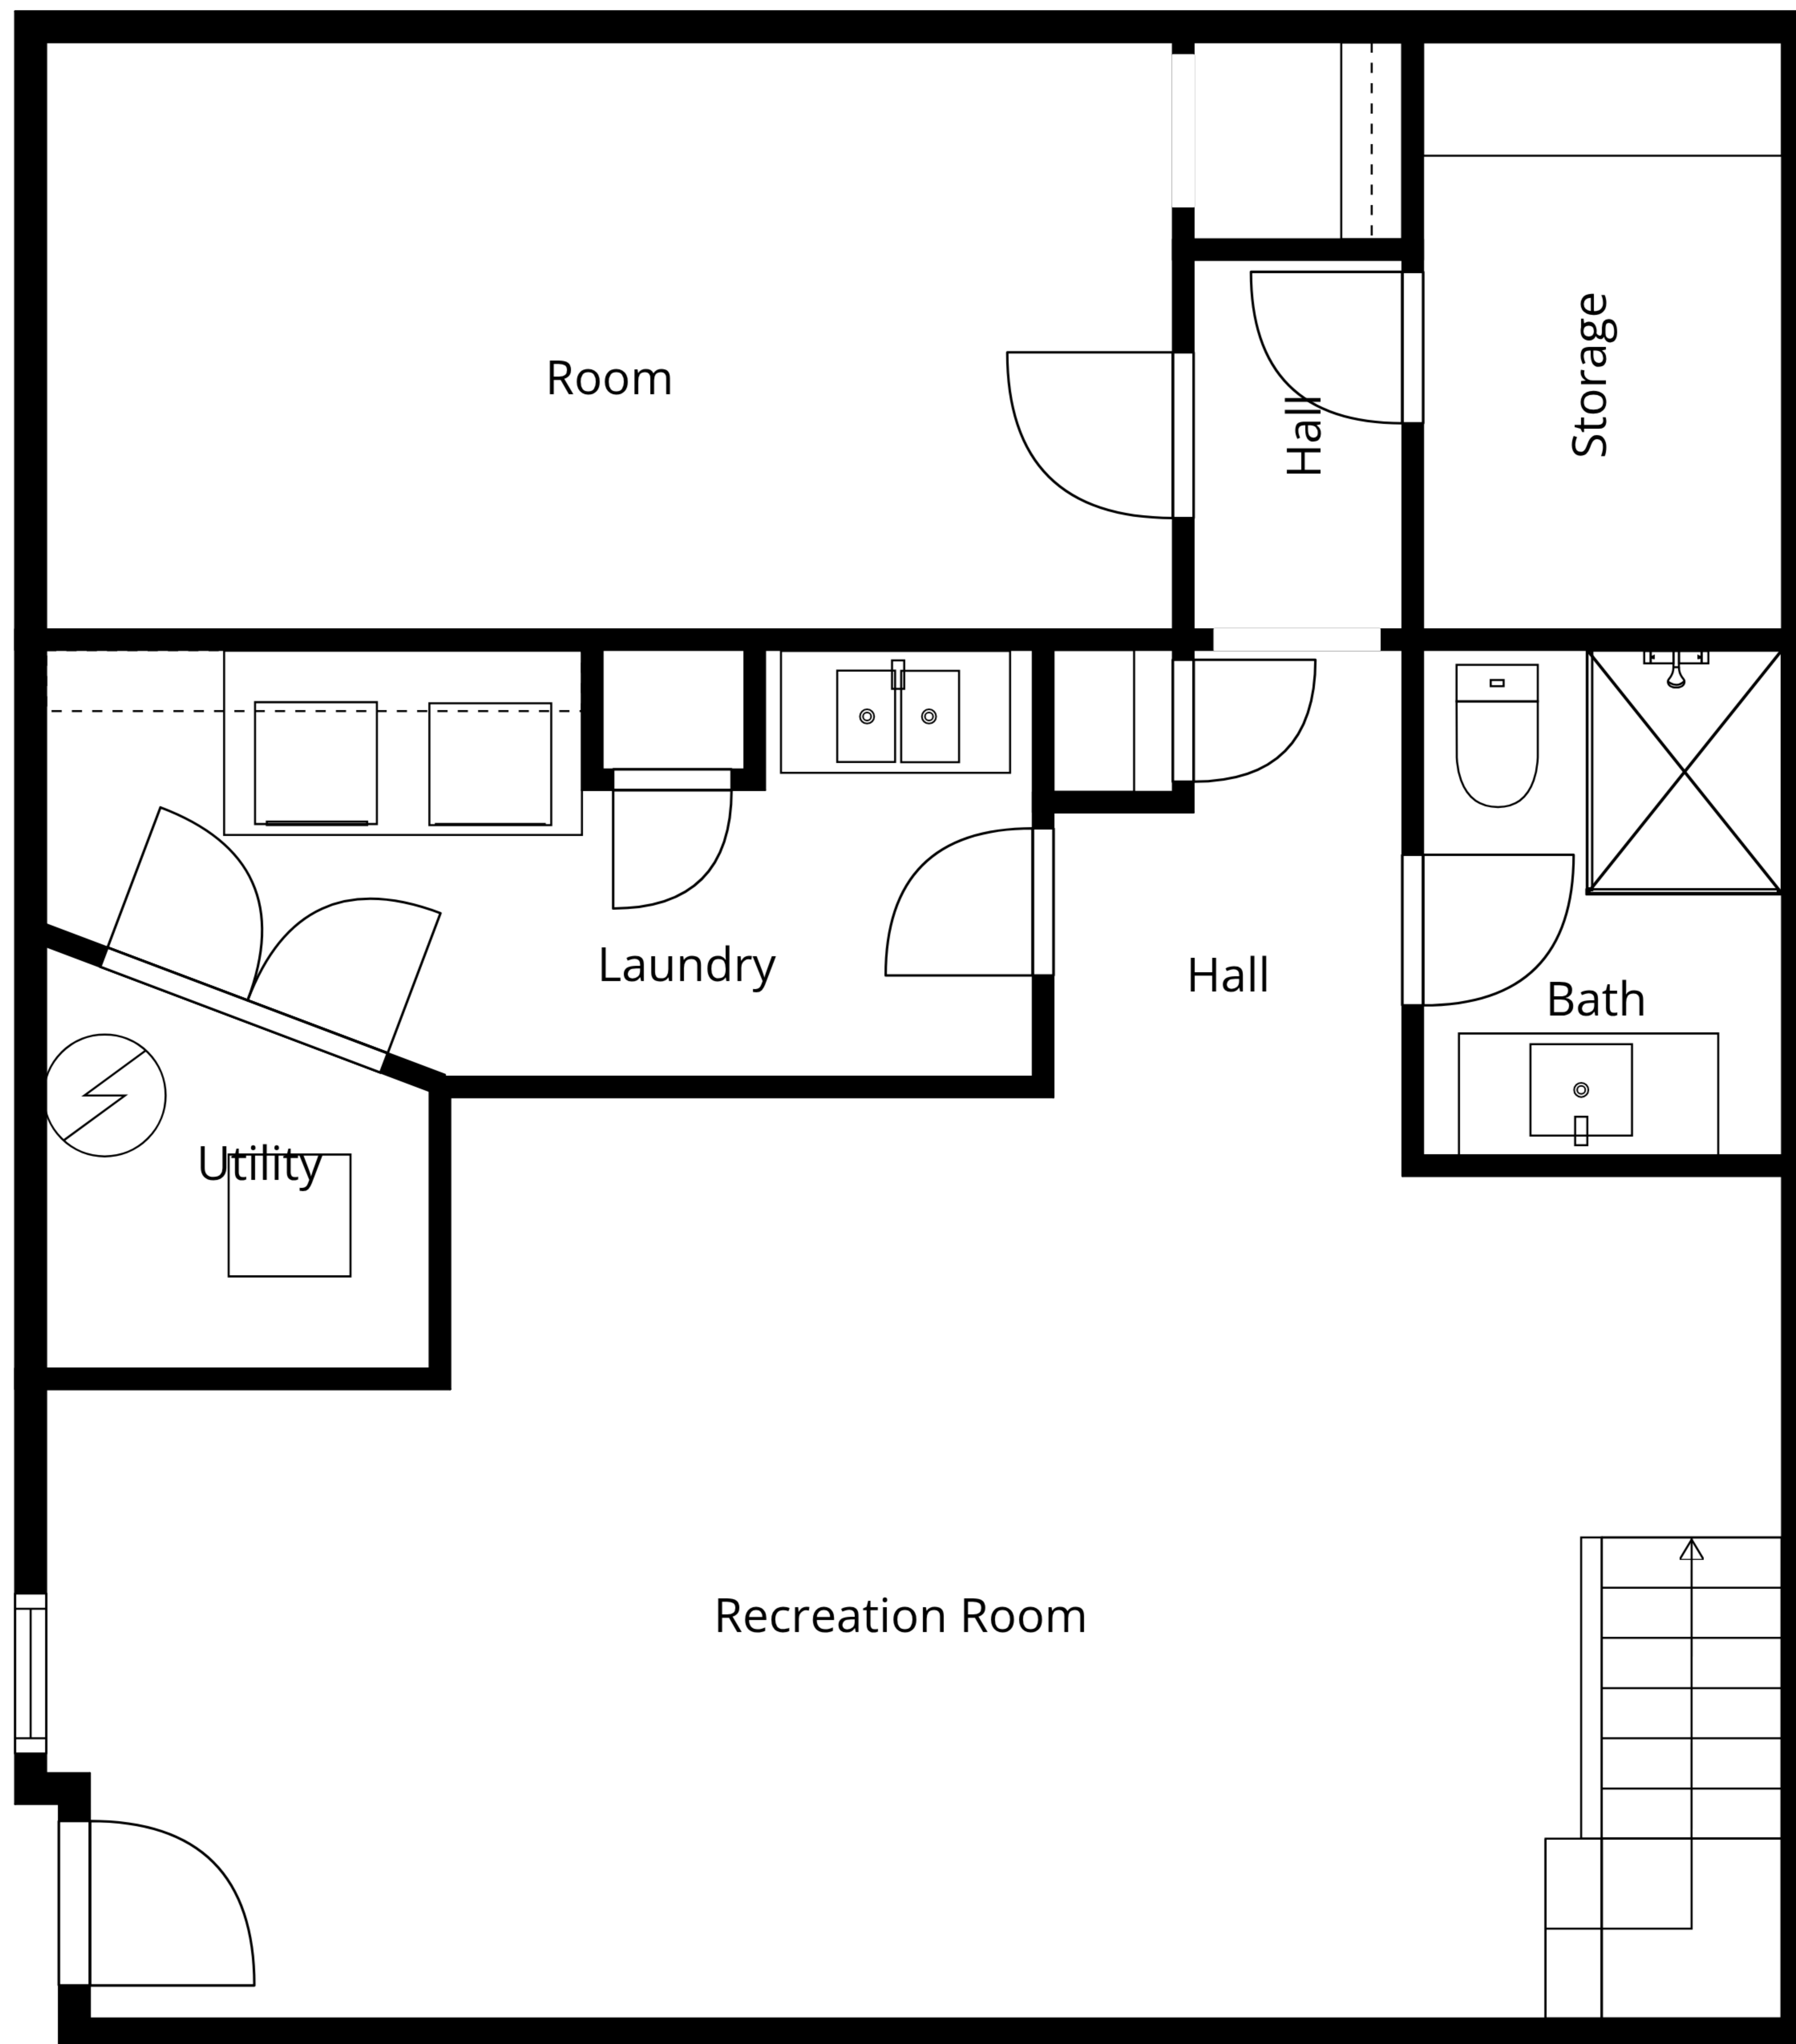 Room
Hall
Storage
Laundry
Hall
Bath
Utility
Recreation Room